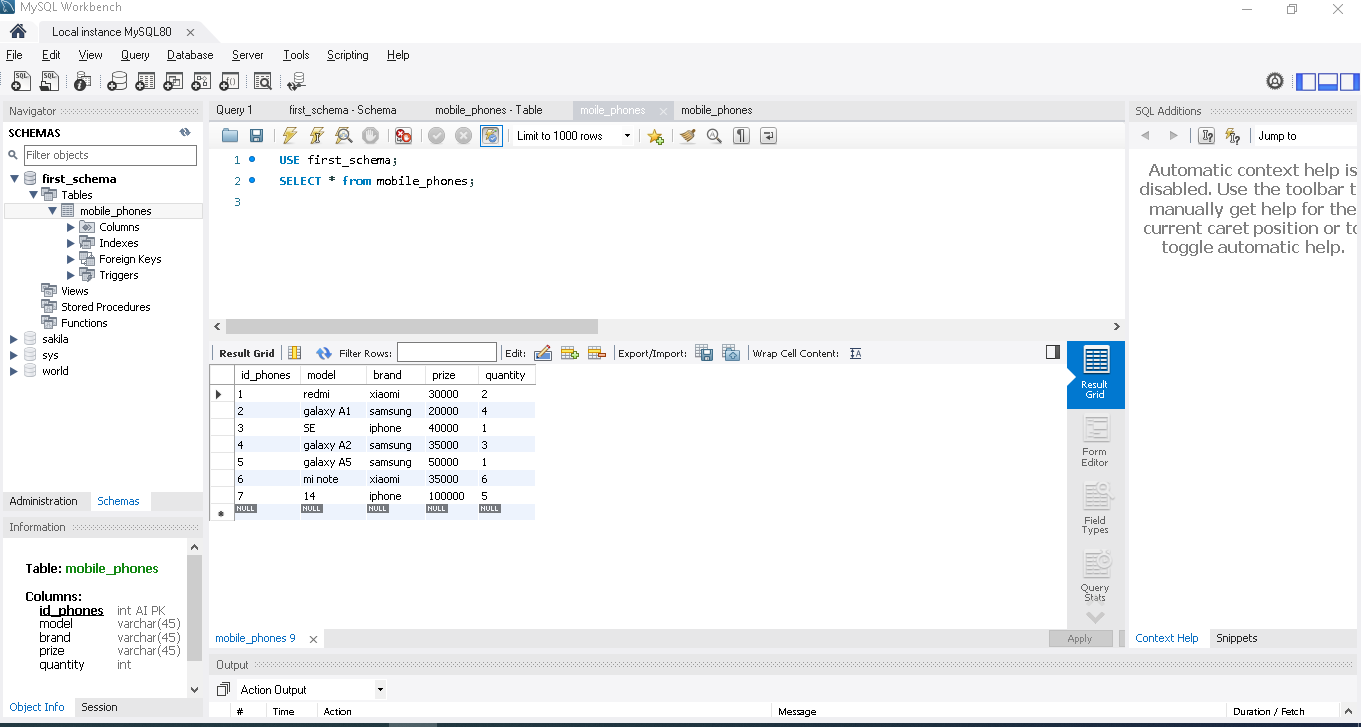 MySQL Workbench
Local instance MySQL80
File Edit View Query Database Server Tools Scripting Help
Navigator
SCHEMAS
Filter objects
first_schema
Tables
mobile_phones
Columns
Indexes
Foreign Keys
Triggers
Views
Stored Procedures
Functions
sakila
sys
world
Administration Schemas
Information
Table: mobile_phones
Columns:
id_phones int AI PK
model varchar(45)
brand varchar(45)
prize varchar(45)
quantity int
Object Info Session
Query 1 first_schema - Schema mobile_phones - Table moile_phones mobile_phones
Limit to 1000 rows
1 USE first_schema;
2 SELECT * from mobile_phones;
3
Result Grid Filter Rows: Edit: Export/Import: Wrap Cell Content:
id_phones model brand prize quantity
1 redmi xiaomi 30000 2
2 galaxy A1 samsung 20000 4
3 SE iphone 40000 1
4 galaxy A2 samsung 35000 3
5 galaxy A5 samsung 50000 1
6 mi note xiaomi 35000 6
7 14 iphone 100000 5
NULL NULL NULL NULL NULL
Result
Grid
Form
Editor
Field
Types
Query
Stats
mobile_phones 9
Apply
SQL Additions
Jump to
Automatic context help is
disabled. Use the toolbar t
manually get help for the
current caret position or to
toggle automatic help.
Context Help Snippets
Output
Action Output
# Time Action Message Duration / Fetch